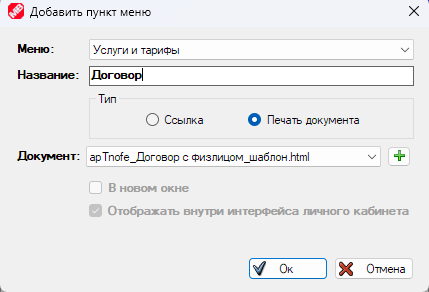 Добавить пункт меню
Меню: Услуги и тарифы
Название: Договор
Тип
Ссылка Печать документа
Документ: apTnofe_Договор с физлицом_шаблон.html
В новом окне
Отображать внутри интерфейса личного кабинета
Ок Отмена